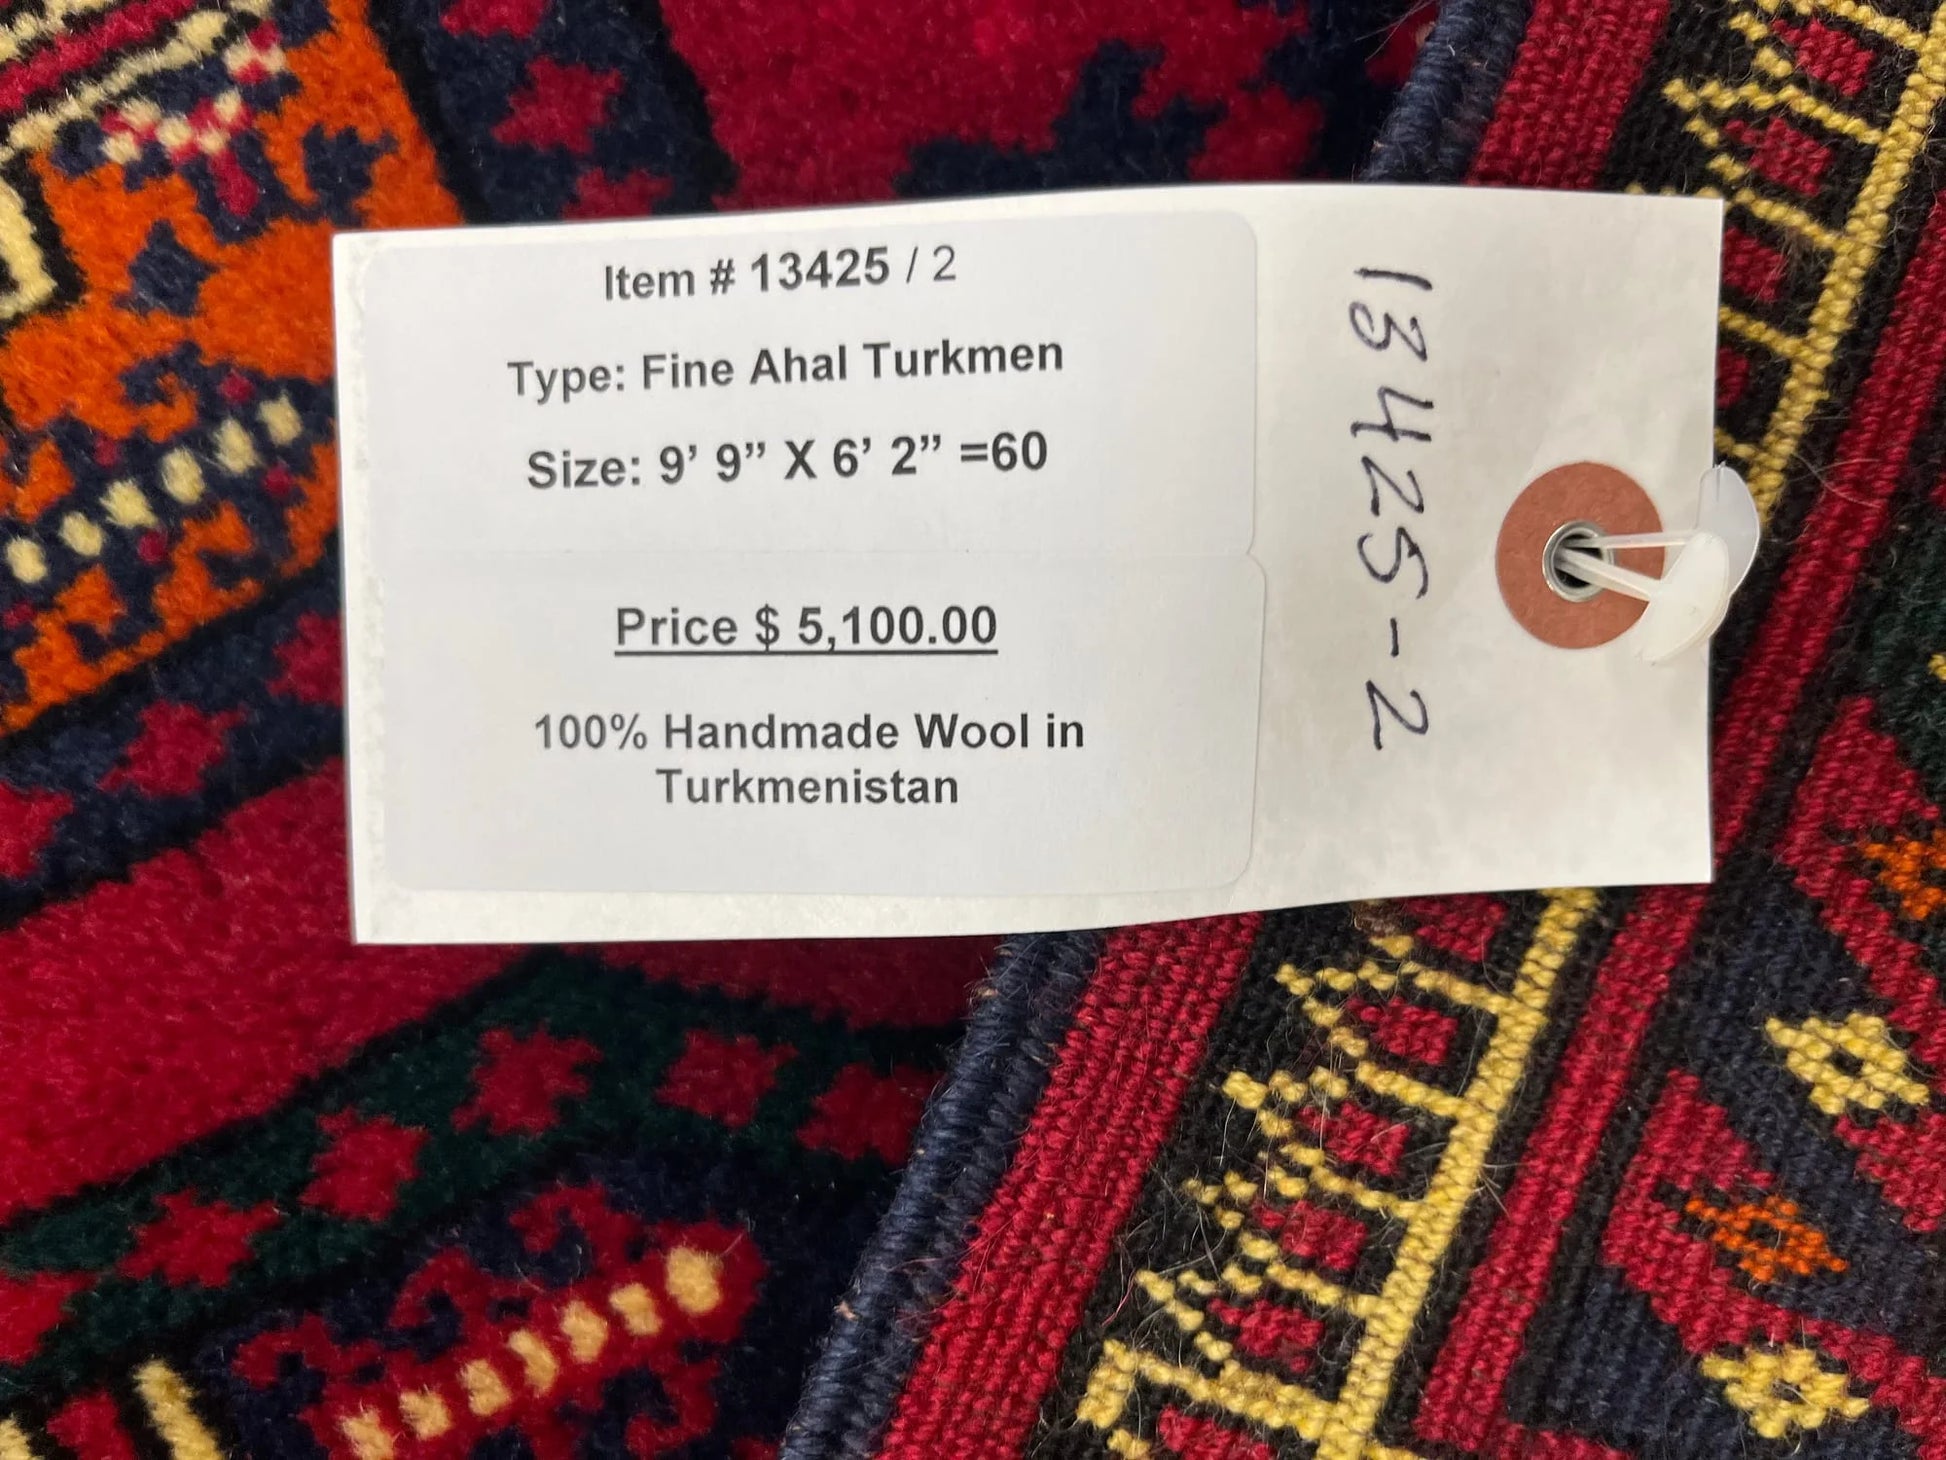 Item # 13425 / 2
Type: Fine Ahal Turkmen
Size: 9’ 9” X 6’ 2” =60
Price $ 5,100.00
100% Handmade Wool in
Turkmenistan
13425-2